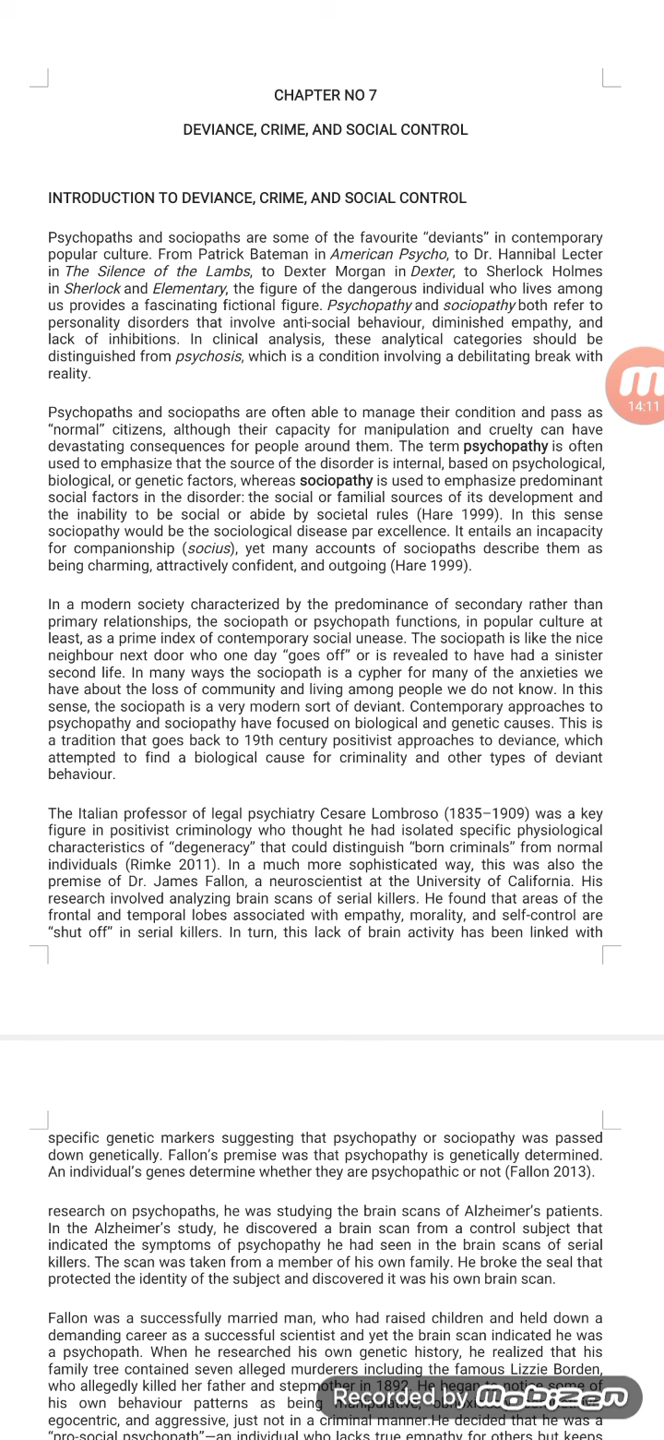 CHAPTER NO 7
DEVIANCE, CRIME, AND SOCIAL CONTROL
INTRODUCTION TO DEVIANCE, CRIME, AND SOCIAL CONTROL
Psychopaths and sociopaths are some of the favourite “deviants” in contemporary
popular culture. From Patrick Bateman in American Psycho, to Dr. Hannibal Lecter
in The Silence of the Lambs, to Dexter Morgan in Dexter, to Sherlock Holmes
in Sherlock and Elementary, the figure of the dangerous individual who lives among
us provides a fascinating fictional figure. Psychopathy and sociopathy both refer to
personality disorders that involve anti-social behaviour, diminished empathy, and
lack of inhibitions. In clinical analysis, these analytical categories should be
distinguished from psychosis, which is a condition involving a debilitating break with
reality.
14:11
Psychopaths and sociopaths are often able to manage their condition and pass as
“normal” citizens, although their capacity for manipulation and cruelty can have
devastating consequences for people around them. The term psychopathy is often
used to emphasize that the source of the disorder is internal, based on psychological,
biological, or genetic factors, whereas sociopathy is used to emphasize predominant
social factors in the disorder: the social or familial sources of its development and
the inability to be social or abide by societal rules (Hare 1999). In this sense
sociopathy would be the sociological disease par excellence. It entails an incapacity
for companionship (socius), yet many accounts of sociopaths describe them as
being charming, attractively confident, and outgoing (Hare 1999).
In a modern society characterized by the predominance of secondary rather than
primary relationships, the sociopath or psychopath functions, in popular culture at
least, as a prime index of contemporary social unease. The sociopath is like the nice
neighbour next door who one day “goes off” or is revealed to have had a sinister
second life. In many ways the sociopath is a cypher for many of the anxieties we
have about the loss of community and living among people we do not know. In this
sense, the sociopath is a very modern sort of deviant. Contemporary approaches to
psychopathy and sociopathy have focused on biological and genetic causes. This is
a tradition that goes back to 19th century positivist approaches to deviance, which
attempted to find a biological cause for criminality and other types of deviant
behaviour.
The Italian professor of legal psychiatry Cesare Lombroso (1835–1909) was a key
figure in positivist criminology who thought he had isolated specific physiological
characteristics of “degeneracy” that could distinguish “born criminals” from normal
individuals (Rimke 2011). In a much more sophisticated way, this was also the
premise of Dr. James Fallon, a neuroscientist at the University of California. His
research involved analyzing brain scans of serial killers. He found that areas of the
frontal and temporal lobes associated with empathy, morality, and self-control are
“shut off” in serial killers. In turn, this lack of brain activity has been linked with
specific genetic markers suggesting that psychopathy or sociopathy was passed
down genetically. Fallon’s premise was that psychopathy is genetically determined.
An individual’s genes determine whether they are psychopathic or not (Fallon 2013).
research on psychopaths, he was studying the brain scans of Alzheimer’s patients.
In the Alzheimer’s study, he discovered a brain scan from a control subject that
indicated the symptoms of psychopathy he had seen in the brain scans of serial
killers. The scan was taken from a member of his own family. He broke the seal that
protected the identity of the subject and discovered it was his own brain scan.
Fallon was a successfully married man, who had raised children and held down a
demanding career as a successful scientist and yet the brain scan indicated he was
a psychopath. When he researched his own genetic history, he realized that his
family tree contained seven alleged murderers including the famous Lizzie Borden,
who allegedly killed her father and stepmother in 1892. He began to notice some of
his own behaviour patterns as being manipulative,
egocentric, and aggressive, just not in a criminal manner.He decided that he was a
“pro-social psychopath”—an individual who lacks true empathy for others but keeps
Recorded by mobizen